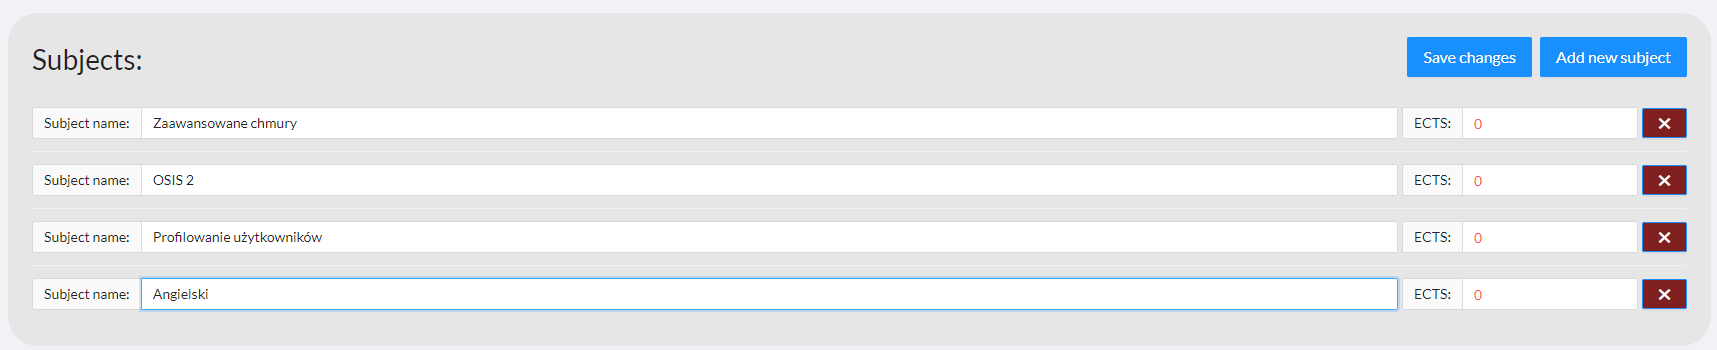 Subjects:
Save changes
Add new subject
Subject name: Zaawansowane chmury ECTS: 0
Subject name: OSIS 2 ECTS: 0
Subject name: Profilowanie użytkowników ECTS: 0
Subject name: Angielski ECTS: 0